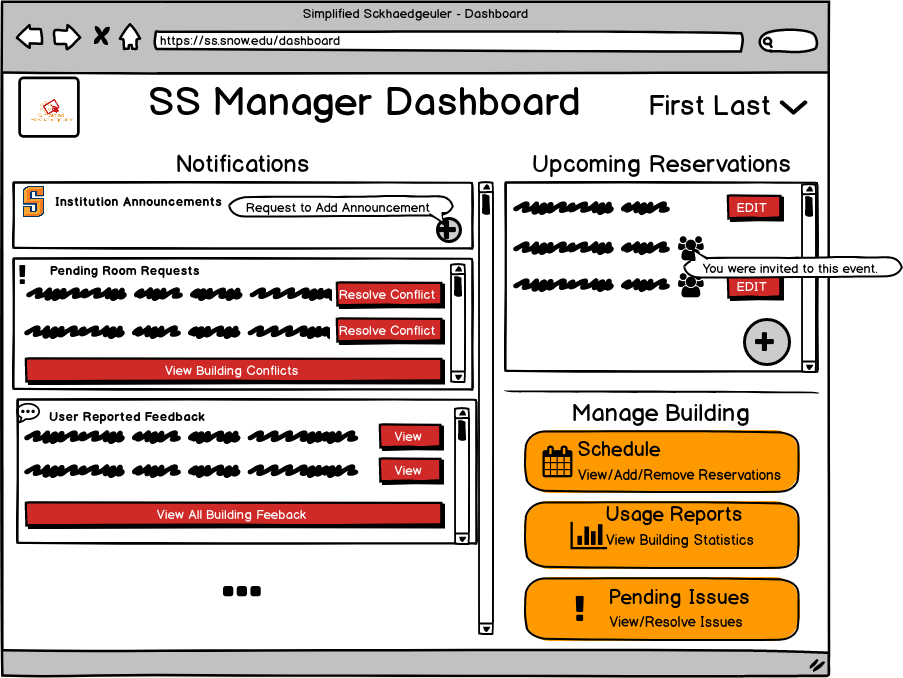 Simplified Sckhaedgeuler - Dashboard
https://ss.snow.edu/dashboard
SS Manager Dashboard
First Last
Notifications
S
Institution Announcements
Request to Add Announcement
Pending Room Requests
Resolve Conflict
Resolve Conflict
View Building Conflicts
User Reported Feedback
View
View
View All Building Feeback
Upcoming Reservations
EDIT
You were invited to this event.
EDIT
Manage Building
Schedule
View/Add/Remove Reservations
Usage Reports
View Building Statistics
Pending Issues
View/Resolve Issues